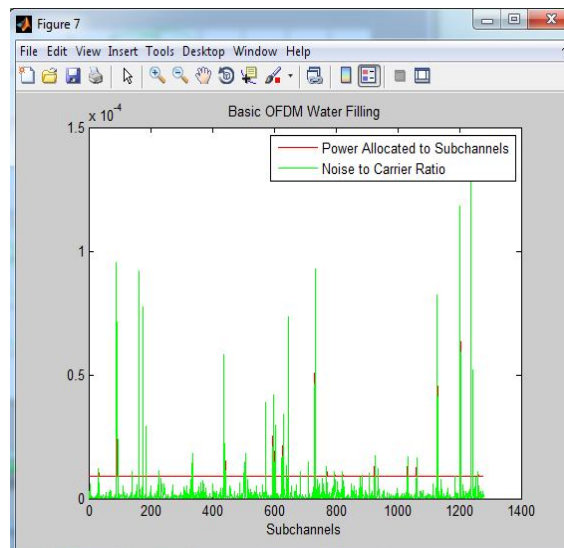 Figure 7
File Edit View Insert Tools Desktop Window Help
× 10⁻⁴
Basic OFDM Water Filling
1.5
Power Allocated to Subchannels
Noise to Carrier Ratio
1
0.5
0
0 200 400 600 800 1000 1200 1400
Subchannels